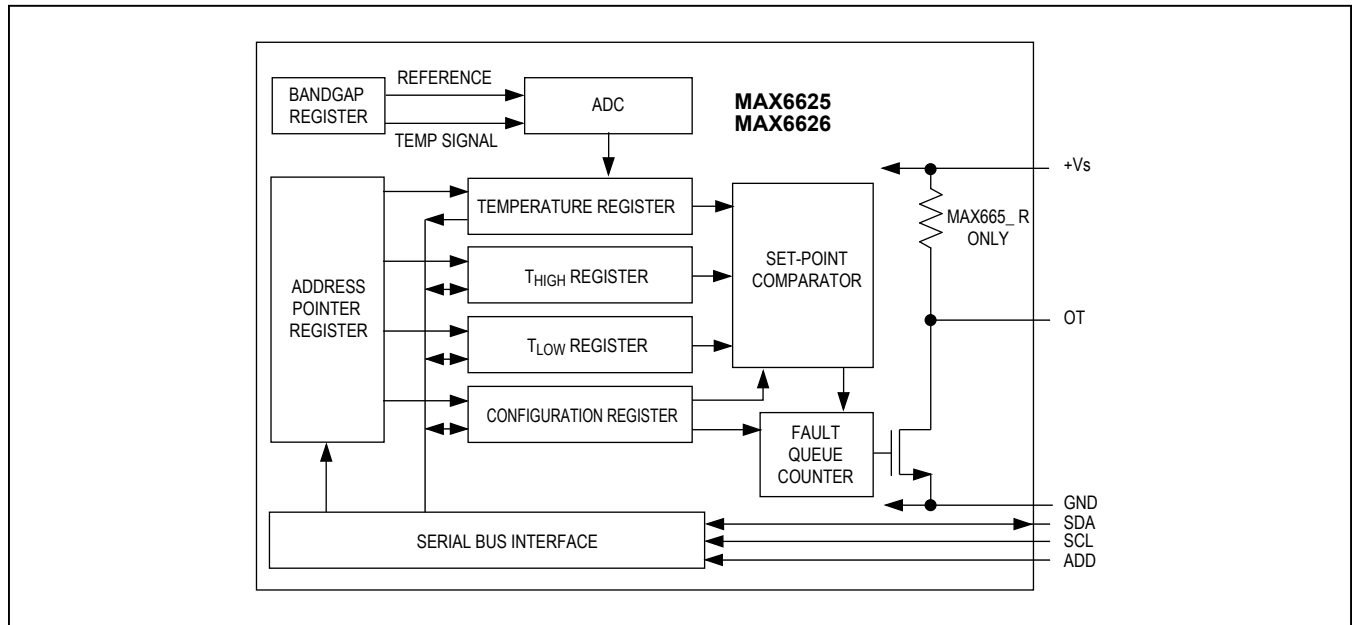 BANDGAP
REGISTER
REFERENCE
TEMP SIGNAL
ADC
MAX6625
MAX6626
+Vs
ADDRESS
POINTER
REGISTER
TEMPERATURE REGISTER
THIGH REGISTER
TLOW REGISTER
CONFIGURATION REGISTER
SET-POINT
COMPARATOR
MAX665_ R
ONLY
OT
FAULT
QUEUE
COUNTER
GND
SERIAL BUS INTERFACE
SDA
SCL
ADD